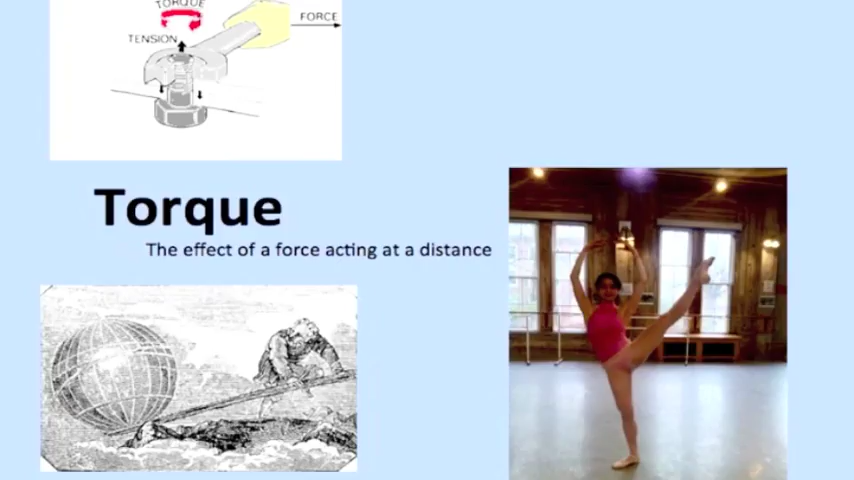 TORQUE
FORCE
TENSION
Torque
The effect of a force acting at a distance